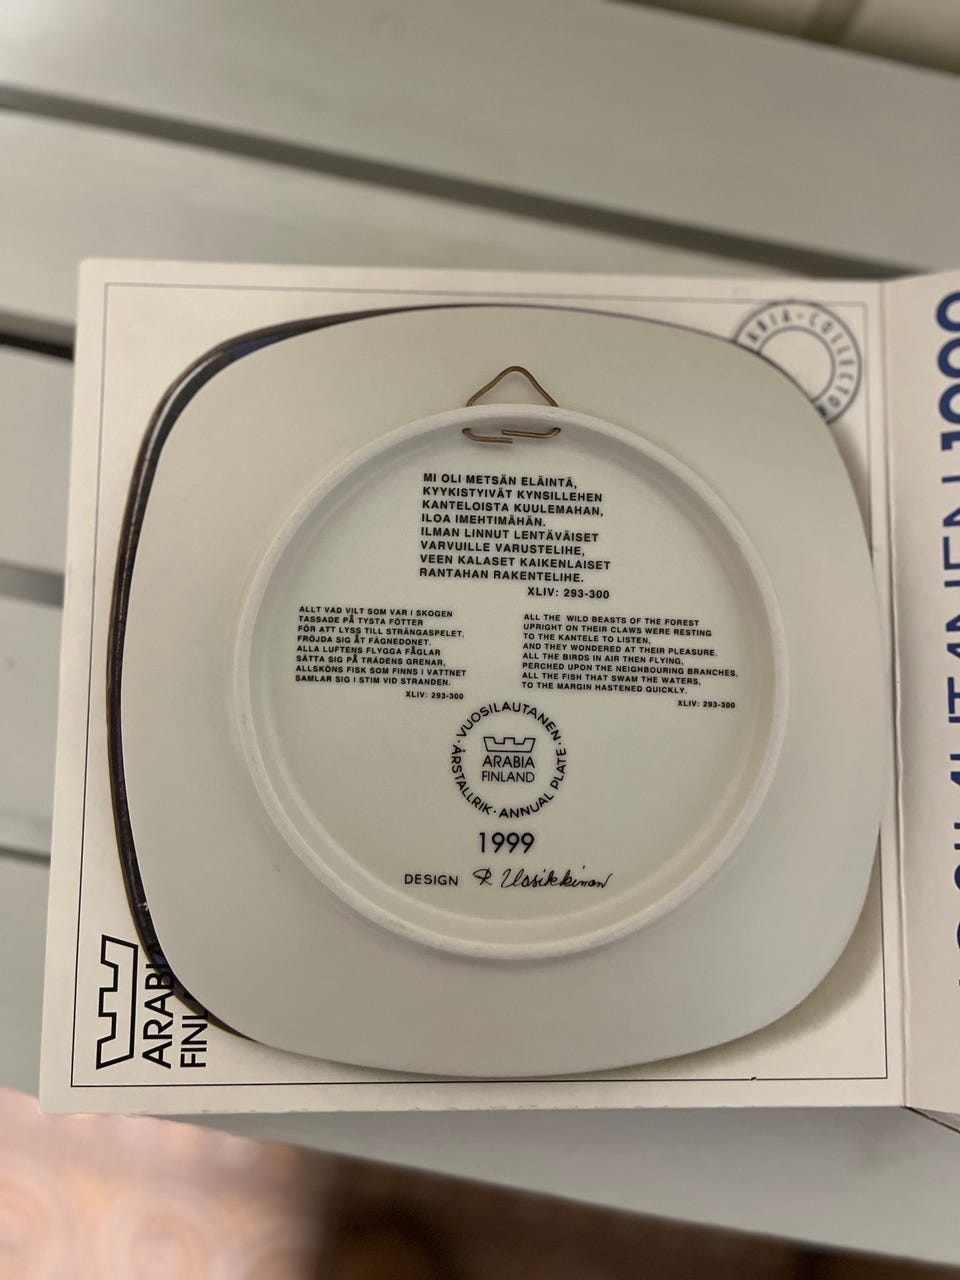 MI OLI METSÄN ELÄINTÄ,
KYYKISTYIVÄT KYNSILLEHEN
KANTELOISTA KUULEMAHAN,
ILOA IMEHTIMÄHÄN.
ILMAN LINNUT LENTÄVÄISET
VARVUILLE VARUSTELIHE,
VEEN KALASET KAIKENLAISET
RANTAHAN RAKENTELIHE.
XLIV: 293-300
ALLT VAD VILT SOM VAR I SKOGEN
TASSADE PÅ TYSTA FÖTTER
FÖR ATT LYSS TILL STRÄNGASPELET,
FRÖJDA SIG ÅT FÄGNEDONET.
ALLA LUFTENS FLYGGA FÅGLAR
SÄTTA SIG PÅ TRÄDENS GRENAR,
ALLSKÖNS FISK SOM FINNS I VATTNET
SAMLAR SIG I STIM VID STRANDEN.
XLIV: 293-300
ALL THE WILD BEASTS OF THE FOREST
UPRIGHT ON THEIR CLAWS WERE RESTING
TO THE KANTELE TO LISTEN,
AND THEY WONDERED AT THEIR PLEASURE.
ALL THE BIRDS IN AIR THEN FLYING,
PERCHED UPON THE NEIGHBOURING BRANCHES,
ALL THE FISH THAT SWAM THE WATERS,
TO THE MARGIN HASTENED QUICKLY.
XLIV: 293-300
· VUOSILAUTANEN ·
ÅRSTALLRIK · ANNUAL PLATE
ARABIA
FINLAND
1999
DESIGN R Uosikkinen
ARABI
FINL